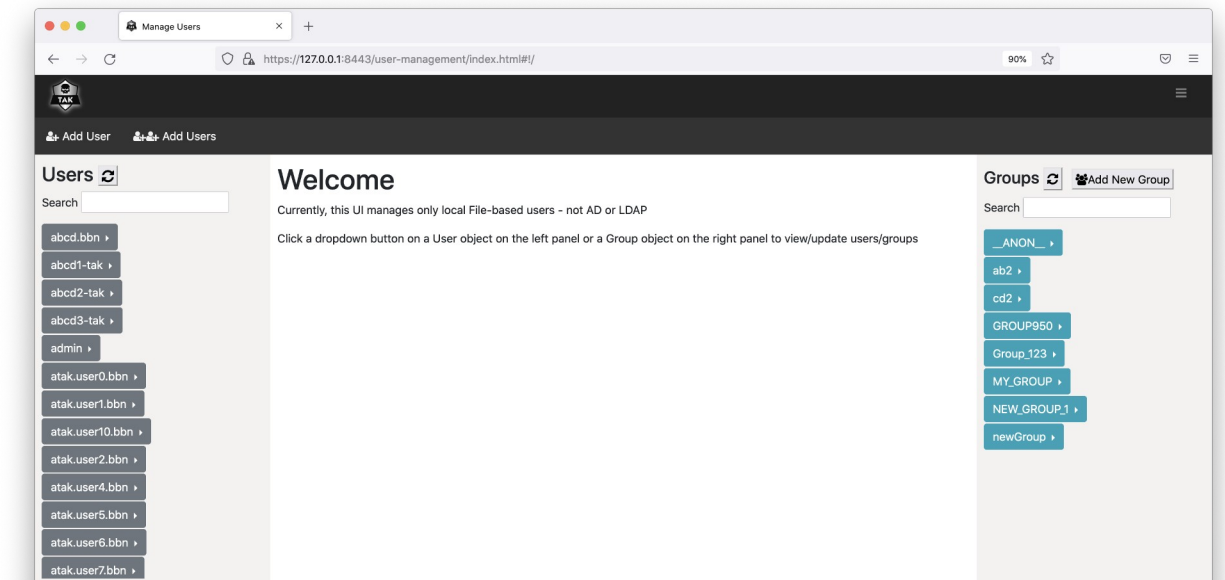 Manage Users
https://127.0.0.1:8443/user-management/index.html#!/
90%
TAK
Add User
Add Users
Users
Search
abcd.bbn
abcd1-tak
abcd2-tak
abcd3-tak
admin
atak.user0.bbn
atak.user1.bbn
atak.user10.bbn
atak.user2.bbn
atak.user4.bbn
atak.user5.bbn
atak.user6.bbn
atak.user7.bbn
Welcome
Currently, this UI manages only local File-based users - not AD or LDAP
Click a dropdown button on a User object on the left panel or a Group object on the right panel to view/update users/groups
Groups
Add New Group
Search
__ANON__
ab2
cd2
GROUP950
Group_123
MY_GROUP
NEW_GROUP_1
newGroup